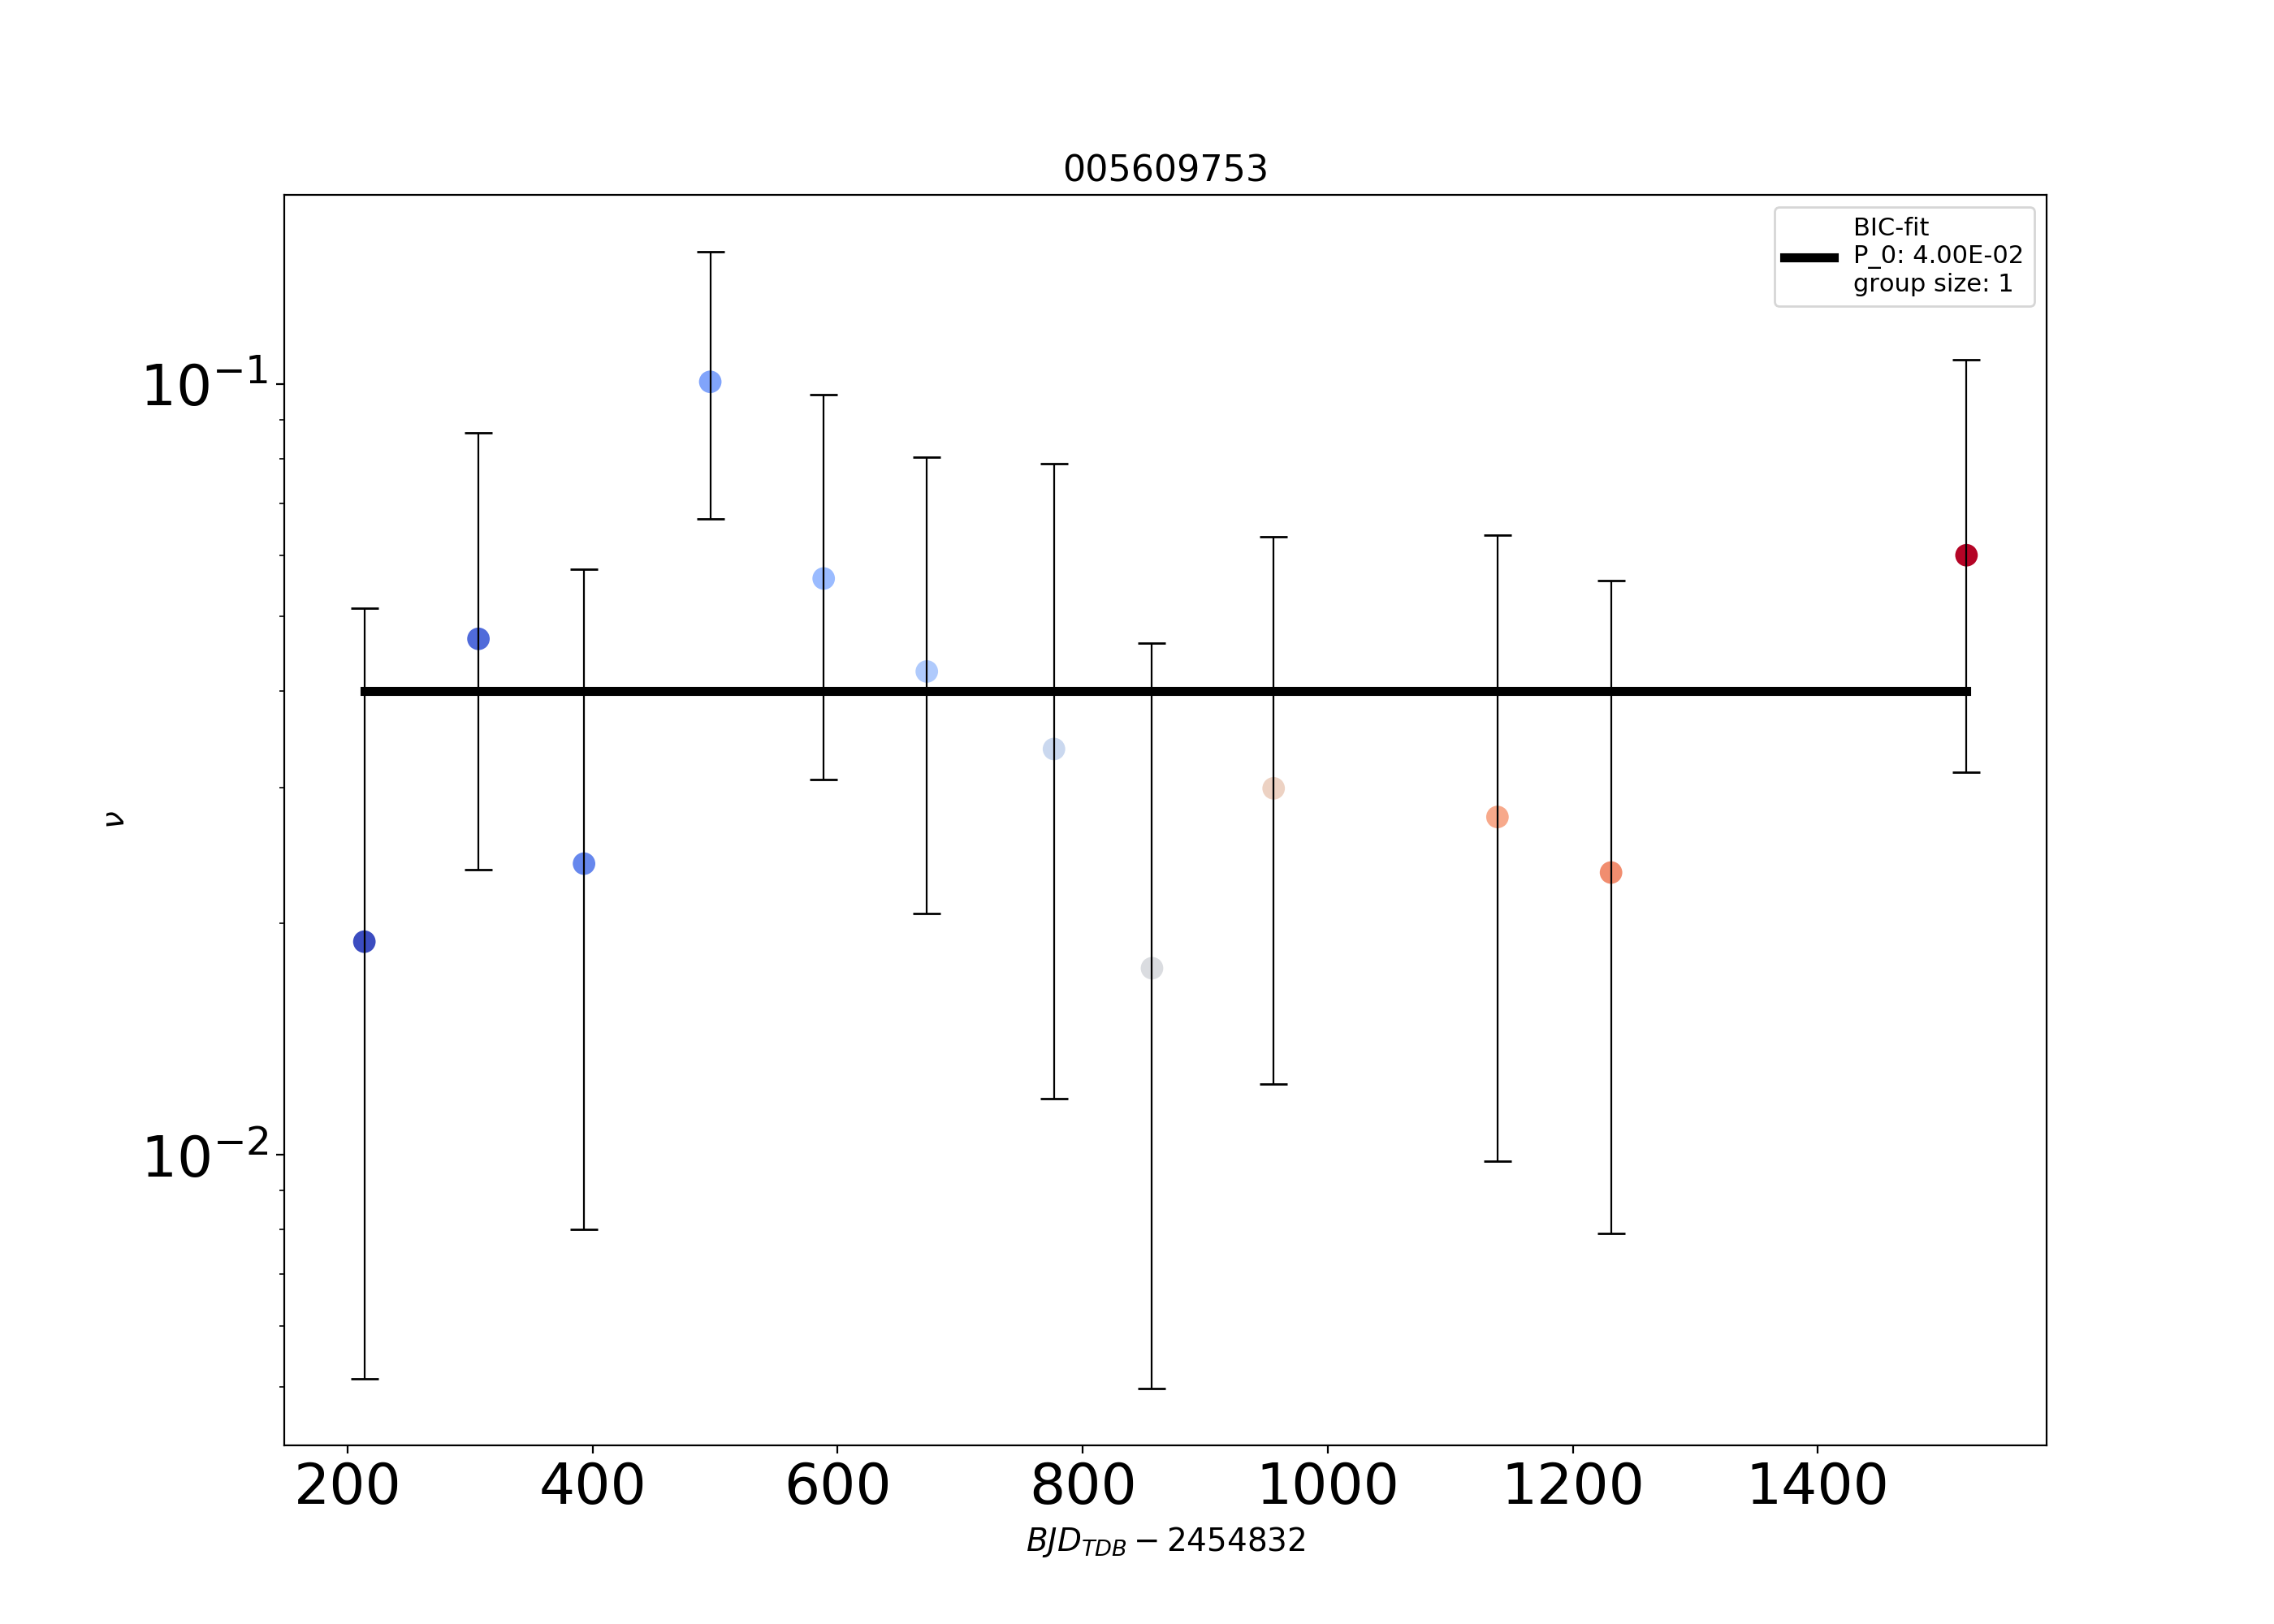 005609753
BIC-fit
P_0: 4.00E-02
group size: 1
10⁻¹
10⁻²
ν
200 400 600 800 1000 1200 1400
BJD_TDB − 2454832